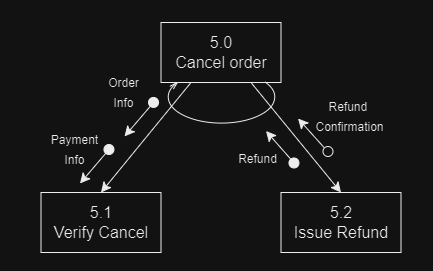 5.0
Cancel order
Order
Info
Payment
Info
Refund
Confirmation
Refund
5.1
Verify Cancel
5.2
Issue Refund